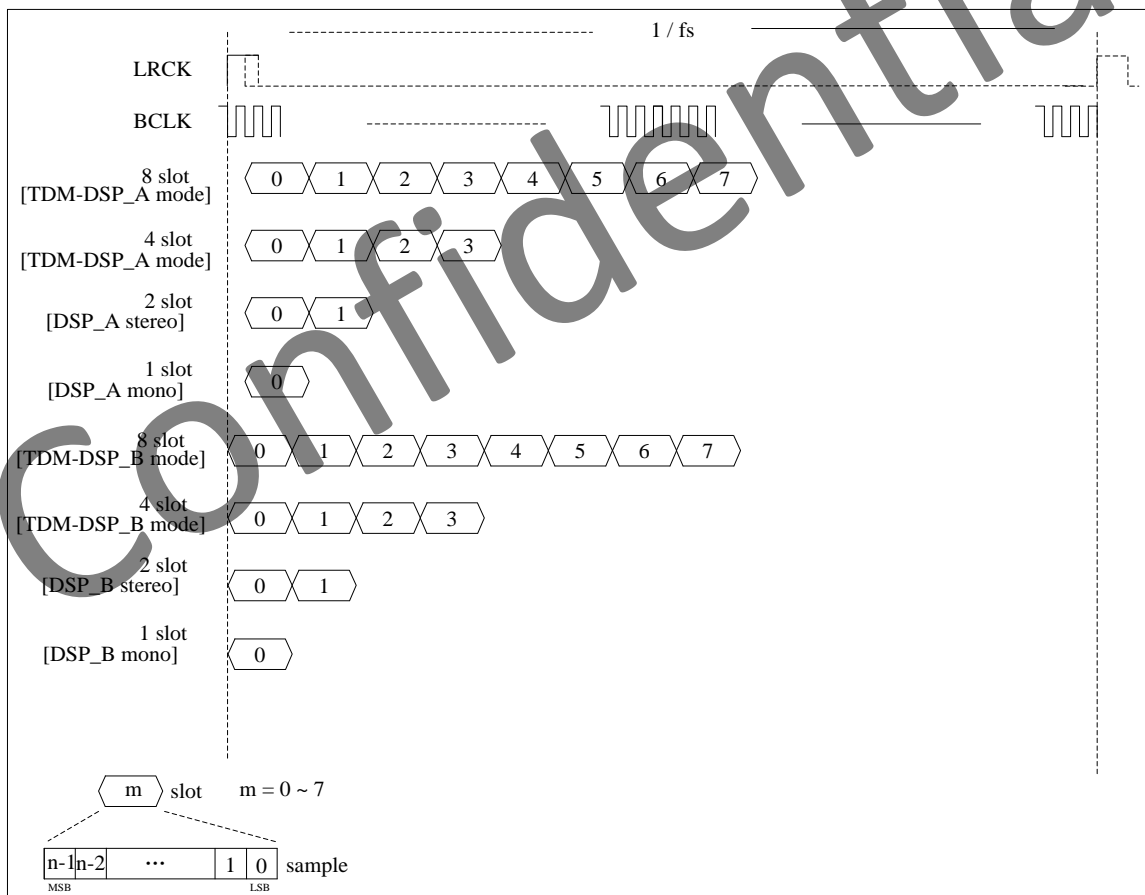 1 / fs
LRCK
BCLK
8 slot
[TDM-DSP_A mode]
0 1 2 3 4 5 6 7
4 slot
[TDM-DSP_A mode]
0 1 2 3
2 slot
[DSP_A stereo]
0 1
1 slot
[DSP_A mono]
0
8 slot
[TDM-DSP_B mode]
0 1 2 3 4 5 6 7
4 slot
[TDM-DSP_B mode]
0 1 2 3
2 slot
[DSP_B stereo]
0 1
1 slot
[DSP_B mono]
0
m slot m = 0 ~ 7
n-1 n-2 ... 1 0 sample
MSB LSB
Confidentia